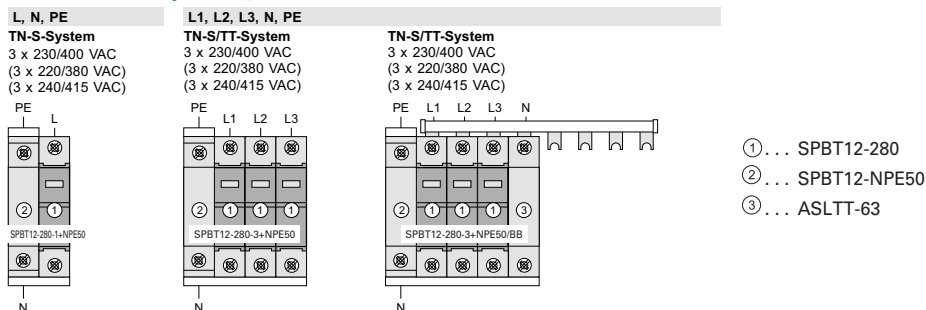 L, N, PE
TN-S-System
3 x 230/400 VAC
(3 x 220/380 VAC)
(3 x 240/415 VAC)
PE
L
2
1
SPBT12-280-1+NPE50
N
L1, L2, L3, N, PE
TN-S/TT-System
3 x 230/400 VAC
(3 x 220/380 VAC)
(3 x 240/415 VAC)
PE
L1 L2 L3
2 1 1 1
SPBT12-280-3+NPE50
N
TN-S/TT-System
3 x 230/400 VAC
(3 x 220/380 VAC)
(3 x 240/415 VAC)
PE L1 L2 L3 N
2 1 1 1 3
SPBT12-280-3+NPE50/BB
N
① . . . SPBT12-280
② . . . SPBT12-NPE50
③ . . . ASLTT-63